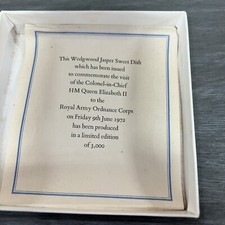 This Wedgwood Jasper Sweet Dish
which has been issued
to commemorate the visit
of the Colonel-in-Chief
HM Queen Elizabeth II
to the
Royal Army Ordnance Corps
on Friday 9th June 1972
has been produced
in a limited edition
of 3,000